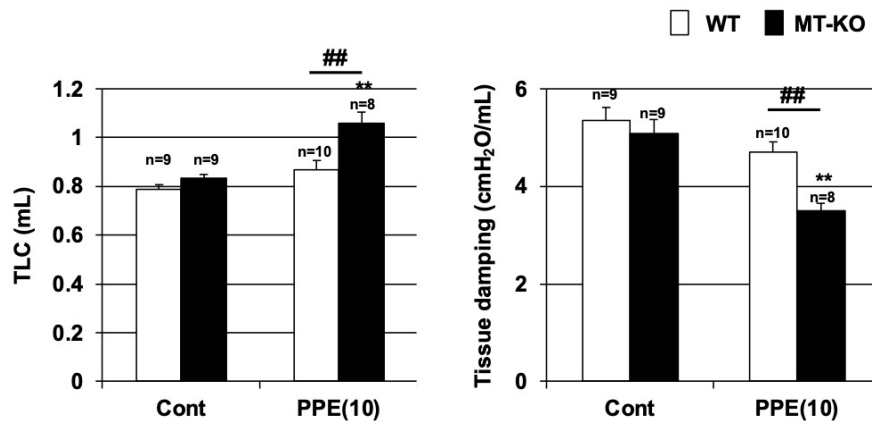 WT MT-KO
TLC (mL)
1.2
1
0.8
0.6
0.4
0.2
0
n=9
n=9
n=10
##
**
n=8
Cont
PPE(10)
Tissue damping (cmH₂O/mL)
6
4
2
0
n=9
n=9
n=10
##
**
n=8
Cont
PPE(10)